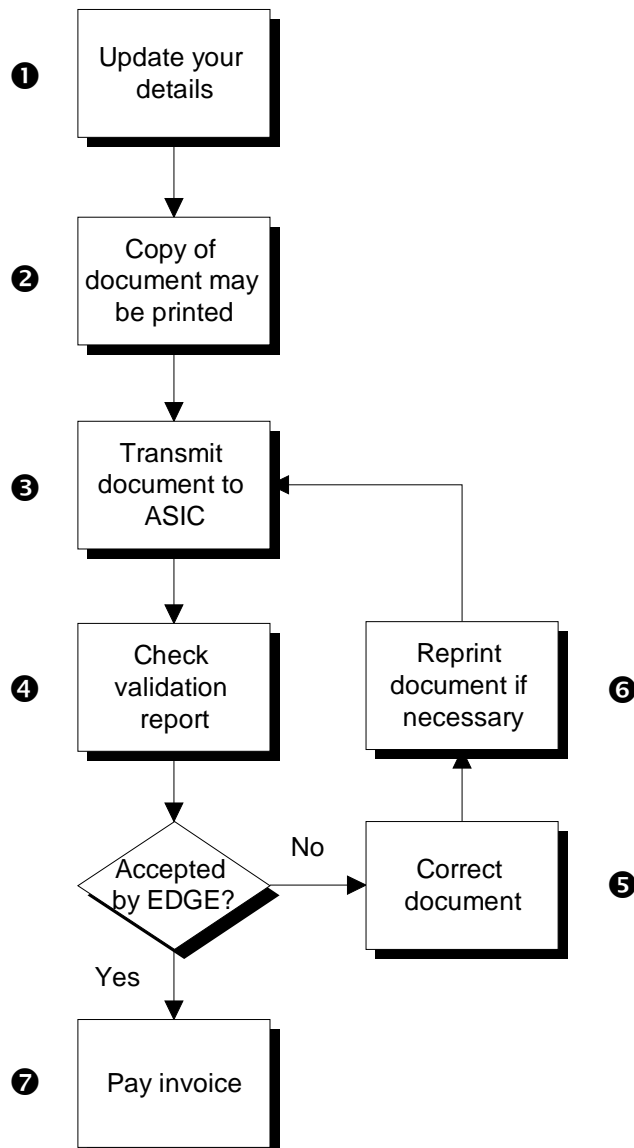 ❶
Update your
details
❷
Copy of
document may
be printed
❸
Transmit
document to
ASIC
❹
Check
validation
report
Reprint
document if
necessary
❻
Accepted
by EDGE?
No
Correct
document
❺
Yes
❼
Pay invoice